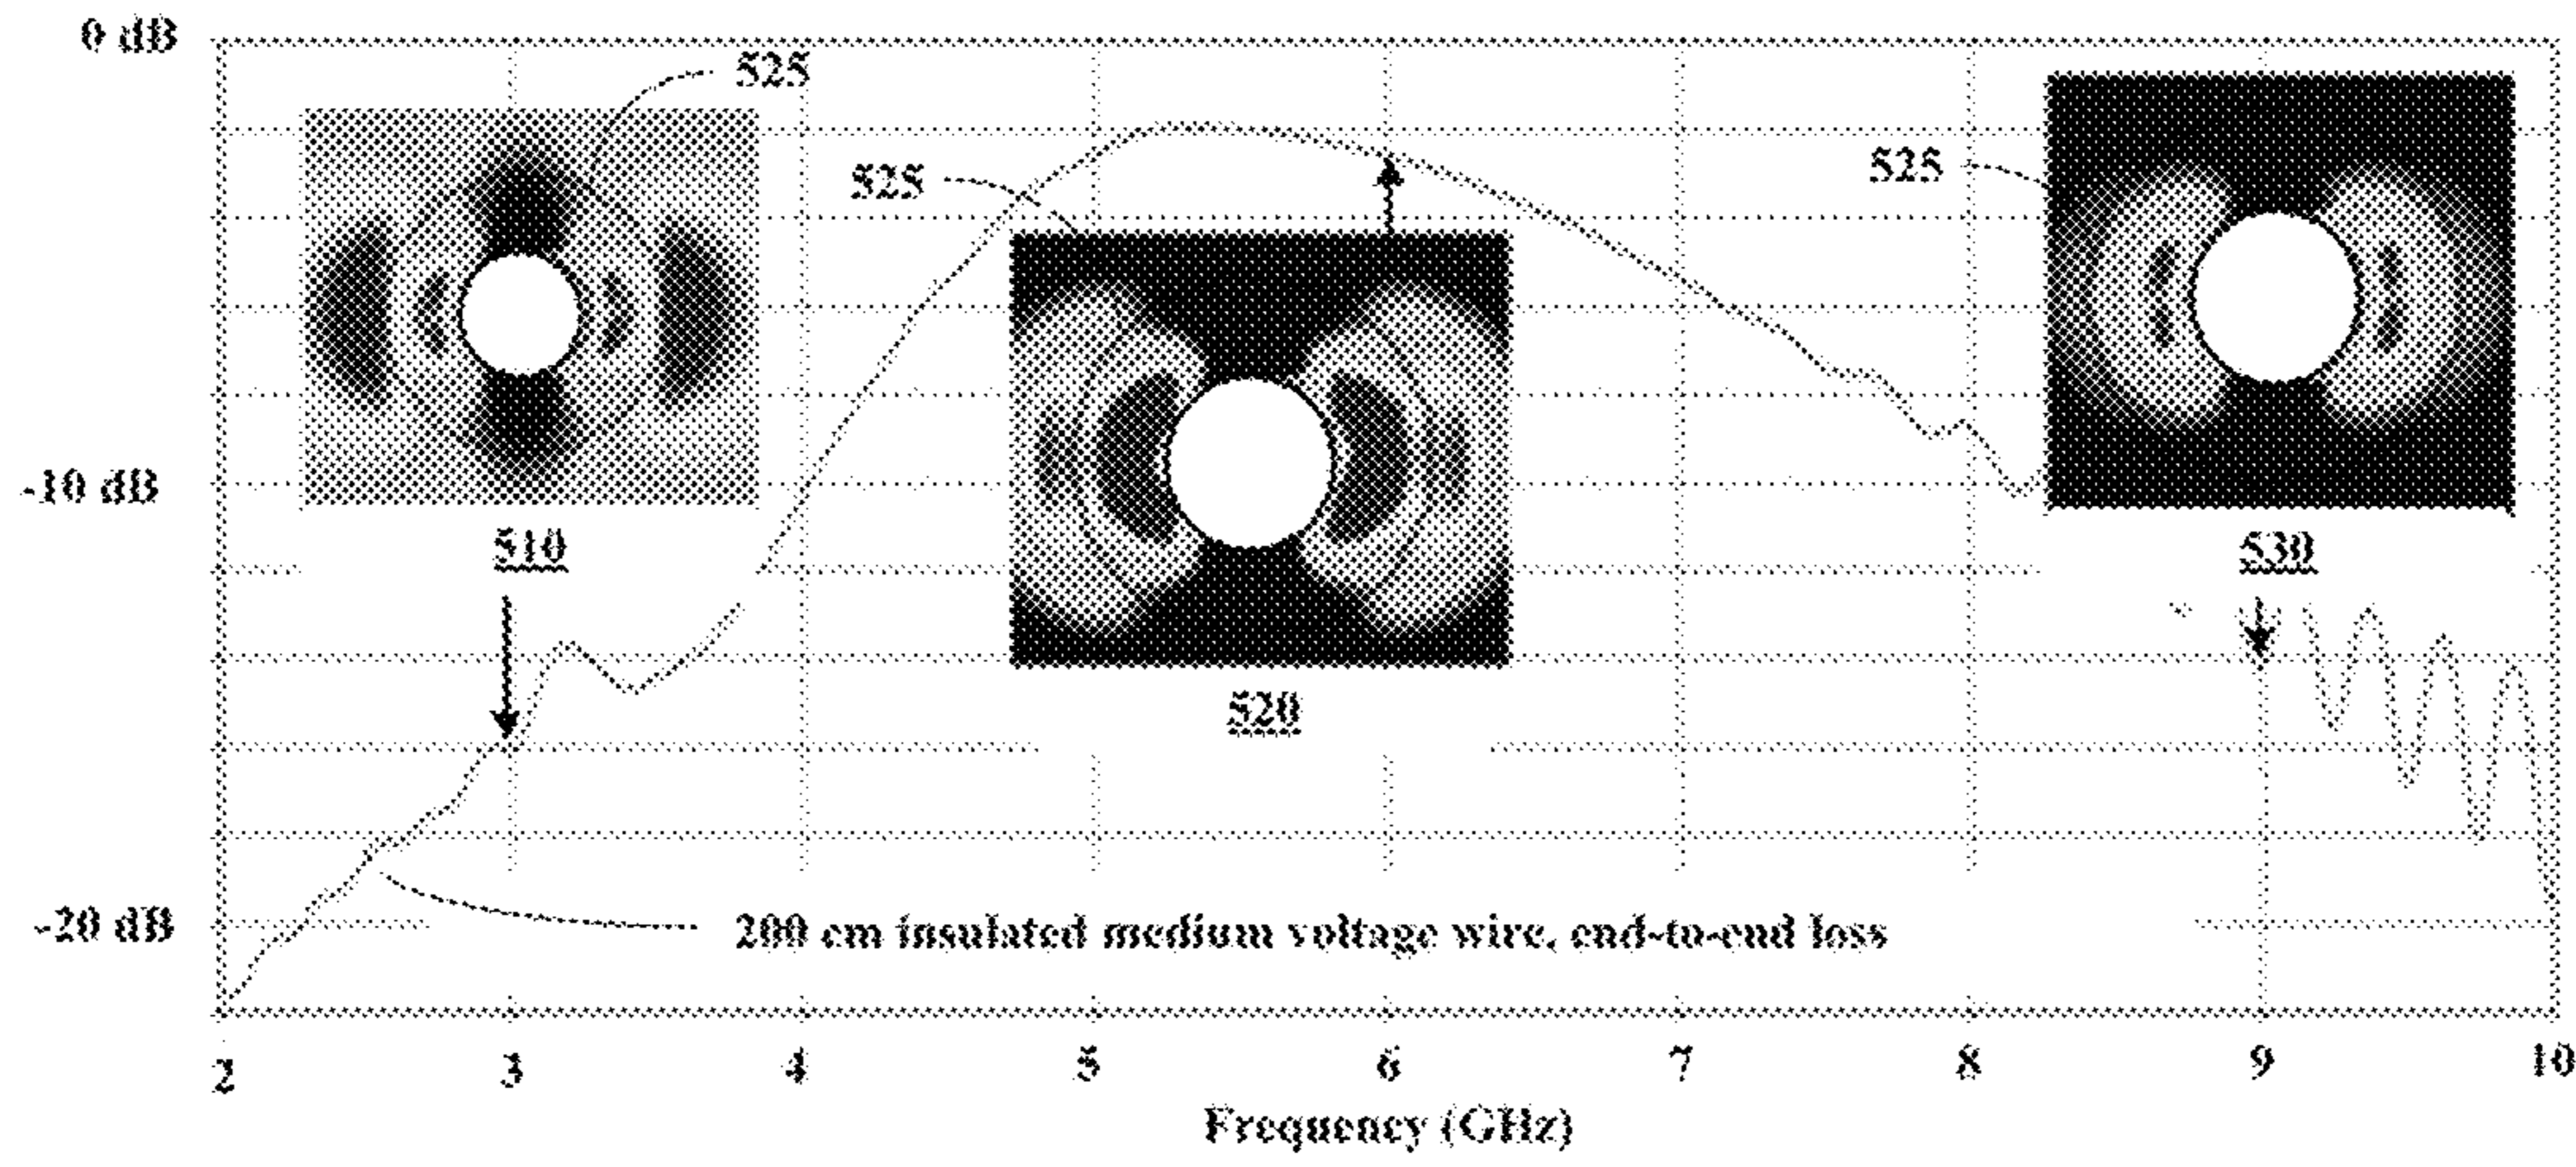 0 dB
525
525
525
-10 dB
510
530
520
-20 dB
200 cm insulated medium voltage wire, end-to-end loss
2 3 4 5 6 7 8 9 10
Frequency (GHz)